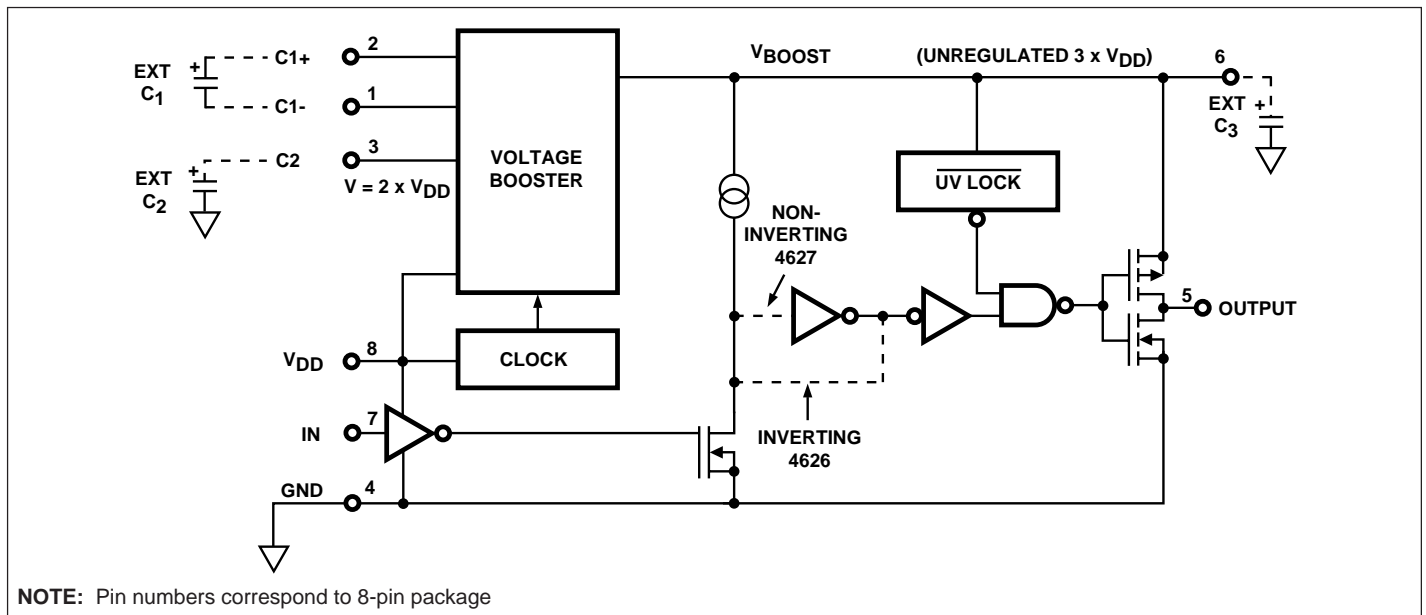 2
C1+
EXT
C1
+
C1-
1
3
C2
EXT
C2
+
V = 2 x VDD
VOLTAGE
BOOSTER
VBOOST
(UNREGULATED 3 x VDD)
6
EXT
C3
+
UV LOCK
NON-
INVERTING
4627
5
OUTPUT
VDD
8
CLOCK
IN
7
INVERTING
4626
GND
4
NOTE: Pin numbers correspond to 8-pin package